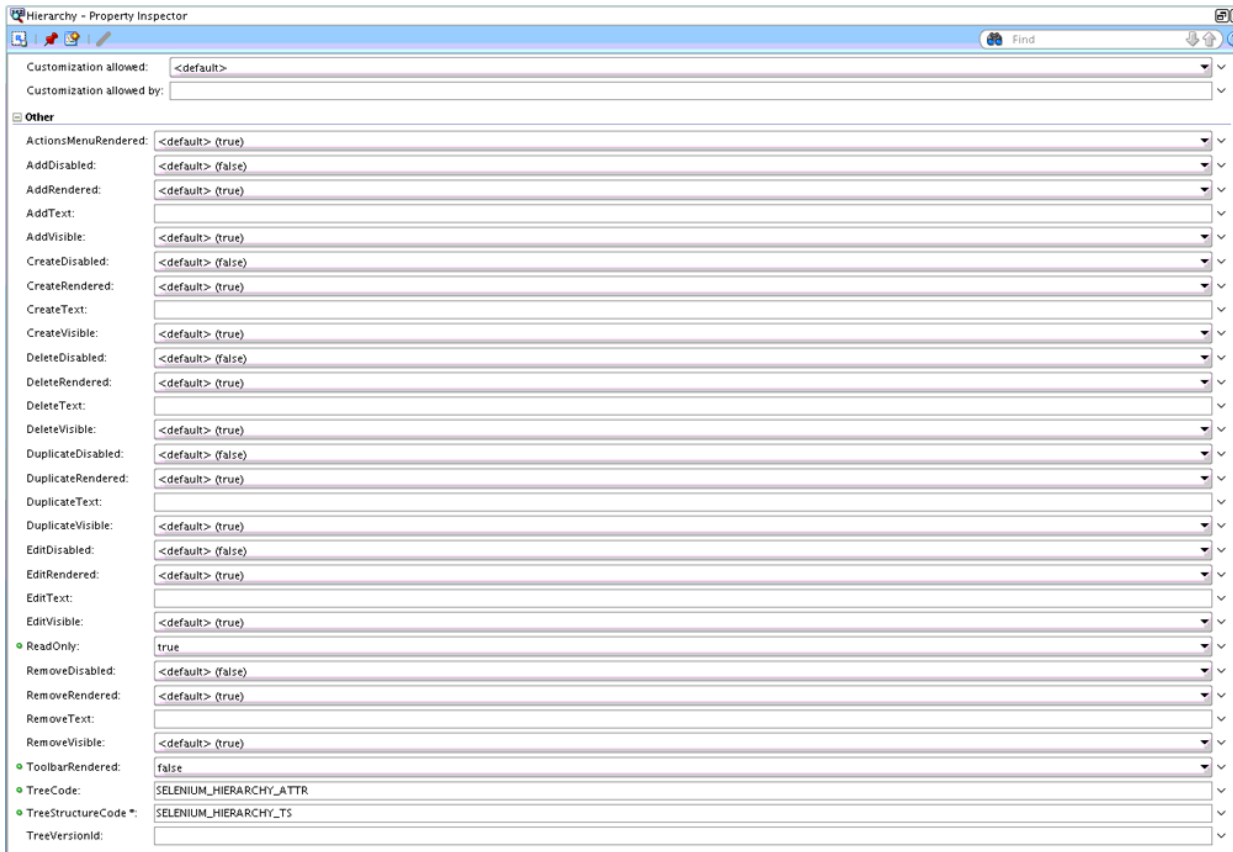 Hierarchy - Property Inspector
Find
Customization allowed: <default>
Customization allowed by:
Other
ActionsMenuRendered: <default> (true)
AddDisabled: <default> (false)
AddRendered: <default> (true)
AddText:
AddVisible: <default> (true)
CreateDisabled: <default> (false)
CreateRendered: <default> (true)
CreateText:
CreateVisible: <default> (true)
DeleteDisabled: <default> (false)
DeleteRendered: <default> (true)
DeleteText:
DeleteVisible: <default> (true)
DuplicateDisabled: <default> (false)
DuplicateRendered: <default> (true)
DuplicateText:
DuplicateVisible: <default> (true)
EditDisabled: <default> (false)
EditRendered: <default> (true)
EditText:
EditVisible: <default> (true)
ReadOnly: true
RemoveDisabled: <default> (false)
RemoveRendered: <default> (true)
RemoveText:
RemoveVisible: <default> (true)
ToolbarRendered: false
TreeCode: SELENIUM_HIERARCHY_ATTR
TreeStructureCode *: SELENIUM_HIERARCHY_TS
TreeVersionId: